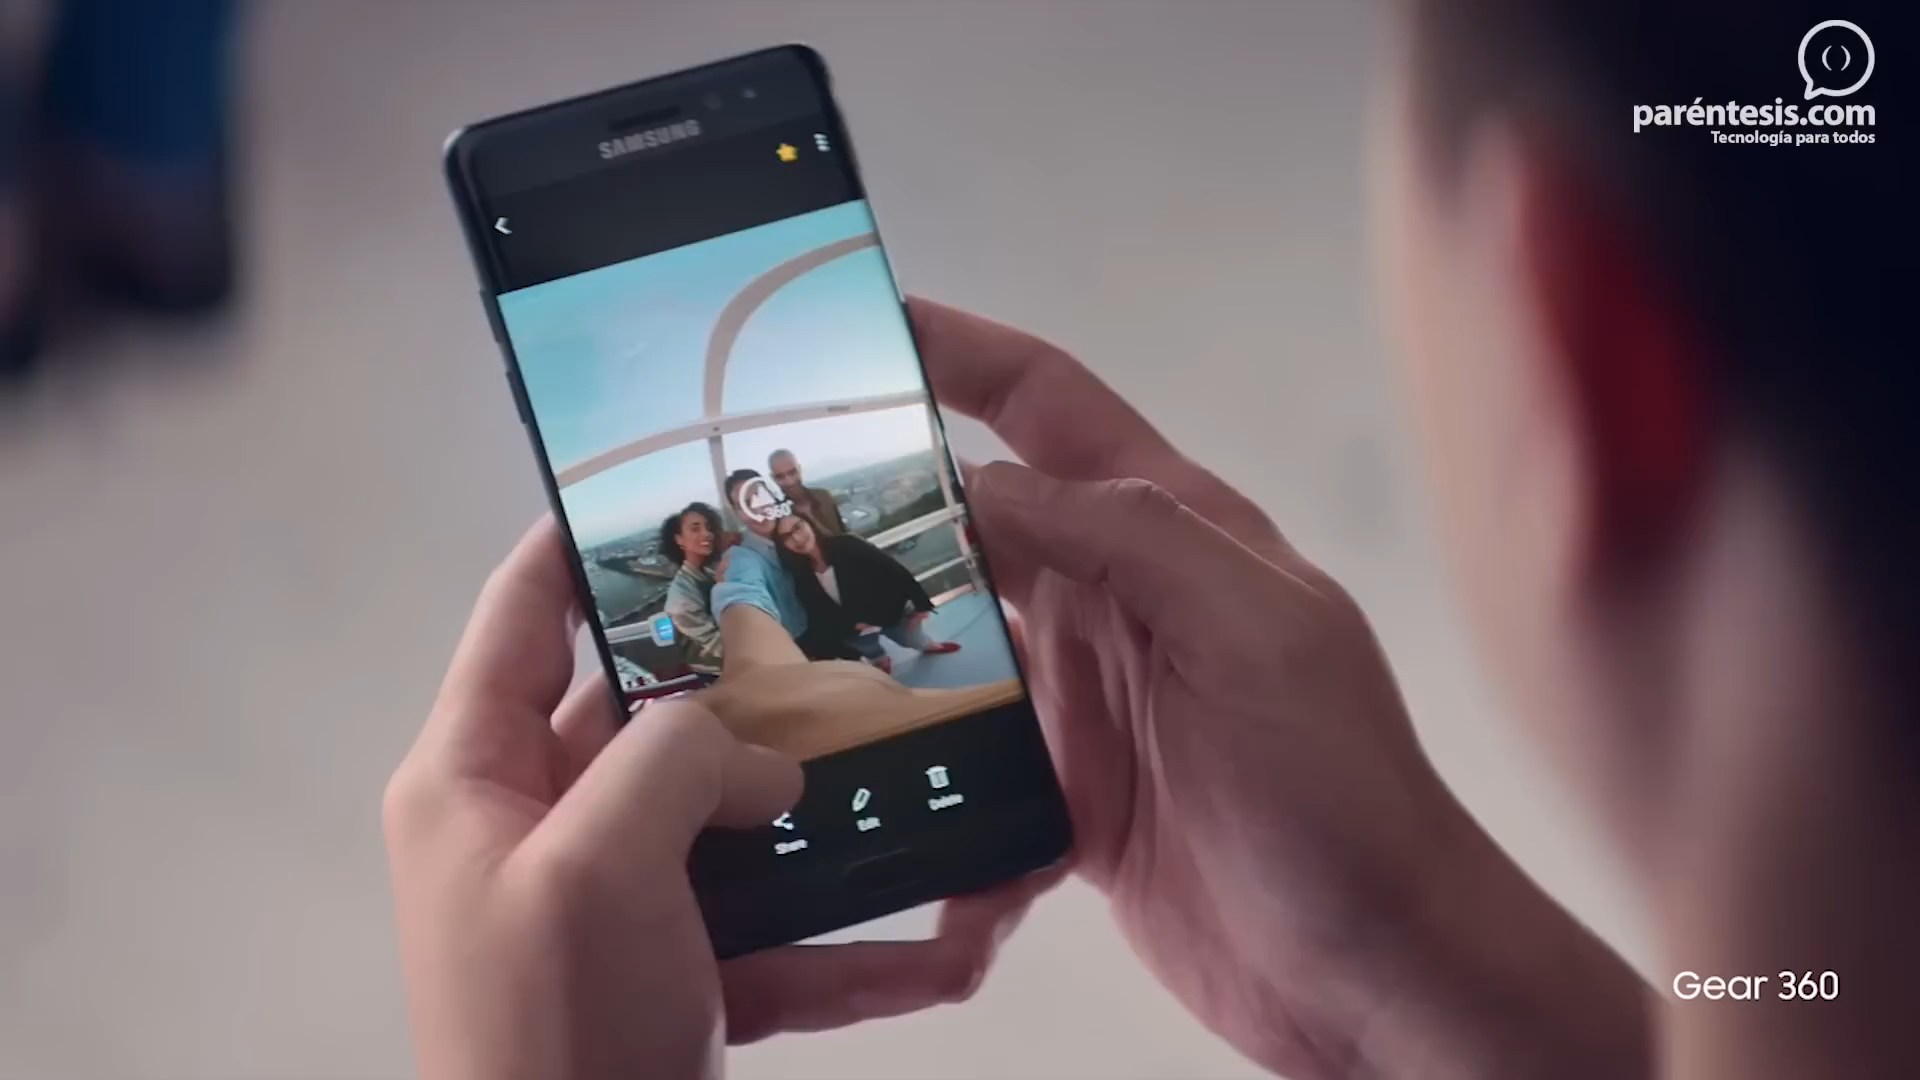 paréntesis.com
Tecnología para todos
SAMSUNG
360°
Share
Edit
Delete
Gear 360